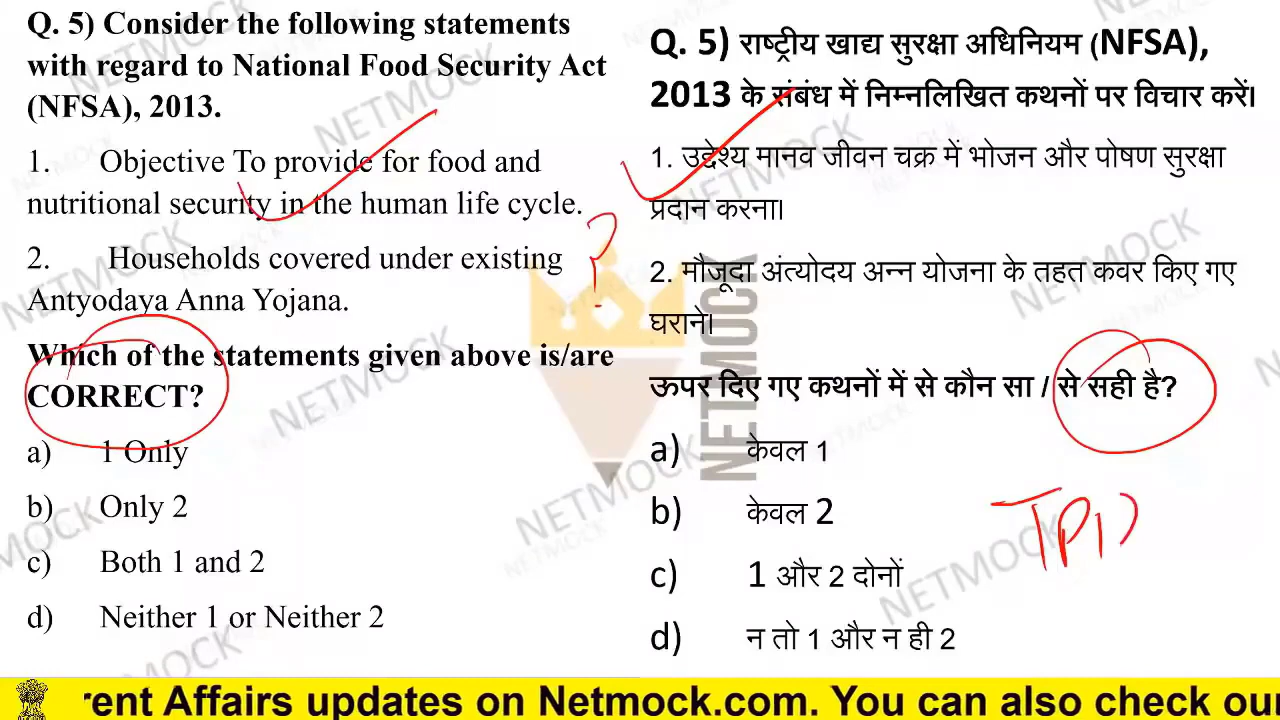 Q. 5) Consider the following statements
with regard to National Food Security Act
(NFSA), 2013.
1. Objective To provide for food and
nutritional security in the human life cycle.
2. Households covered under existing
Antyodaya Anna Yojana.
Which of the statements given above is/are
CORRECT?
a) 1 Only
b) Only 2
c) Both 1 and 2
d) Neither 1 or Neither 2
?
Q. 5) राष्ट्रीय खाद्य सुरक्षा अधिनियम (NFSA),
2013 के संबंध में निम्नलिखित कथनों पर विचार करें।
1. उद्देश्य मानव जीवन चक्र में भोजन और पोषण सुरक्षा
प्रदान करना।
2. मौजूदा अंत्योदय अन्न योजना के तहत कवर किए गए
घराने।
ऊपर दिए गए कथनों में से कौन सा / से सही है?
a) केवल 1
b) केवल 2
c) 1 और 2 दोनों
d) न तो 1 और न ही 2
TPD
NETMOCK
rent Affairs updates on Netmock.com. You can also check our